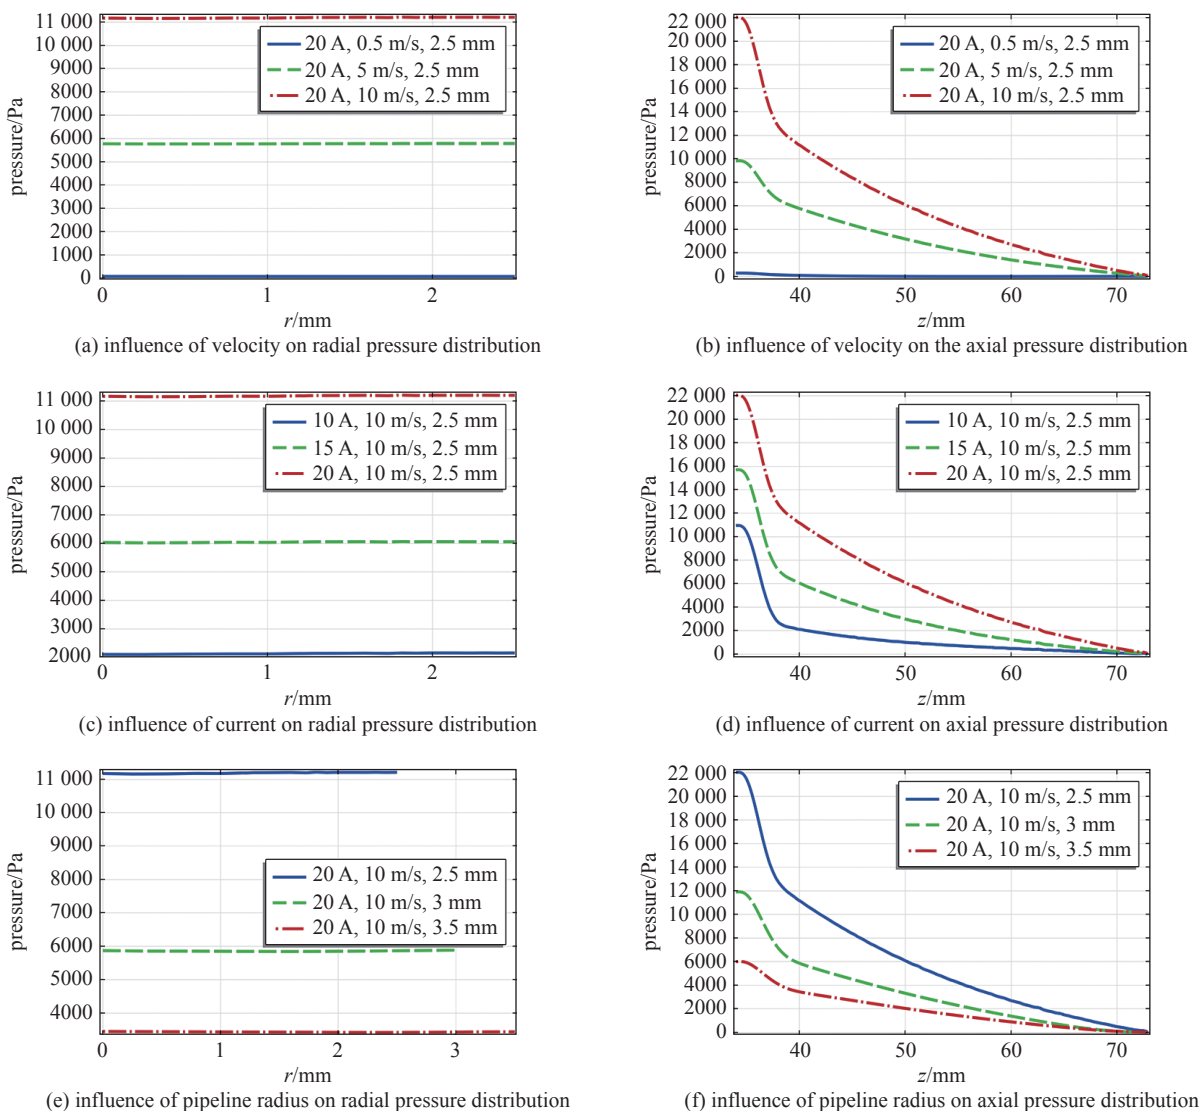 11 000
10 000
9000
8000
7000
6000
5000
4000
3000
2000
1000
0
pressure/Pa
20 A, 0.5 m/s, 2.5 mm
20 A, 5 m/s, 2.5 mm
20 A, 10 m/s, 2.5 mm
0 1 2
r/mm
(a) influence of velocity on radial pressure distribution
22 000
20 000
18 000
16 000
14 000
12 000
10 000
8000
6000
4000
2000
0
pressure/Pa
20 A, 0.5 m/s, 2.5 mm
20 A, 5 m/s, 2.5 mm
20 A, 10 m/s, 2.5 mm
40 50 60 70
z/mm
(b) influence of velocity on the axial pressure distribution
11 000
10 000
9000
8000
7000
6000
5000
4000
3000
2000
pressure/Pa
10 A, 10 m/s, 2.5 mm
15 A, 10 m/s, 2.5 mm
20 A, 10 m/s, 2.5 mm
0 1 2
r/mm
(c) influence of current on radial pressure distribution
22 000
20 000
18 000
16 000
14 000
12 000
10 000
8000
6000
4000
2000
0
pressure/Pa
10 A, 10 m/s, 2.5 mm
15 A, 10 m/s, 2.5 mm
20 A, 10 m/s, 2.5 mm
40 50 60 70
z/mm
(d) influence of current on axial pressure distribution
11 000
10 000
9000
8000
7000
6000
5000
4000
pressure/Pa
20 A, 10 m/s, 2.5 mm
20 A, 10 m/s, 3 mm
20 A, 10 m/s, 3.5 mm
0 1 2 3
r/mm
(e) influence of pipeline radius on radial pressure distribution
22 000
20 000
18 000
16 000
14 000
12 000
10 000
8000
6000
4000
2000
0
pressure/Pa
20 A, 10 m/s, 2.5 mm
20 A, 10 m/s, 3 mm
20 A, 10 m/s, 3.5 mm
40 50 60 70
z/mm
(f) influence of pipeline radius on axial pressure distribution